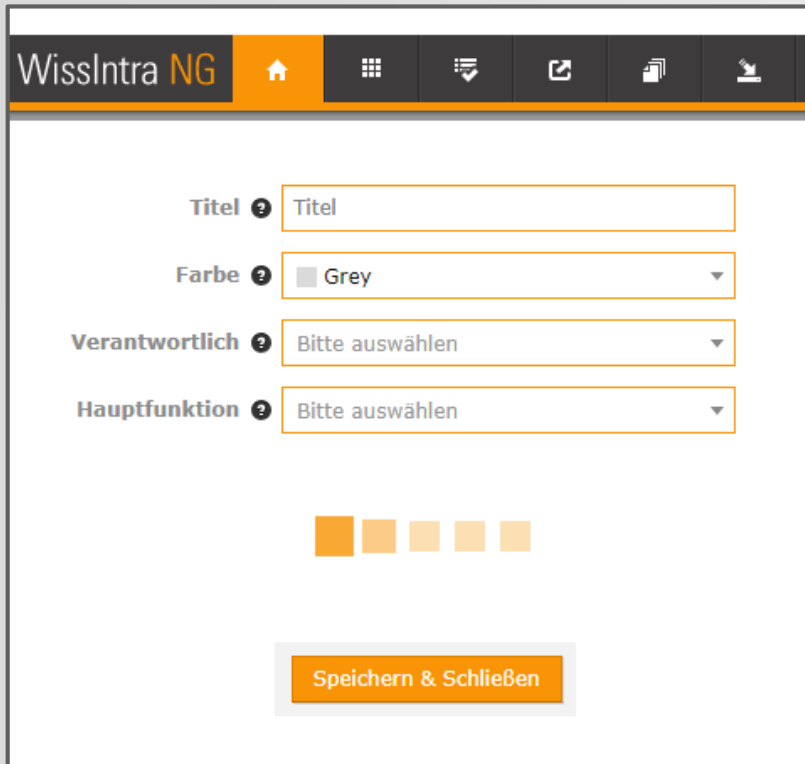 WissIntra NG
Titel ? Titel
Farbe ? Grey
Verantwortlich ? Bitte auswählen
Hauptfunktion ? Bitte auswählen
Speichern & Schließen